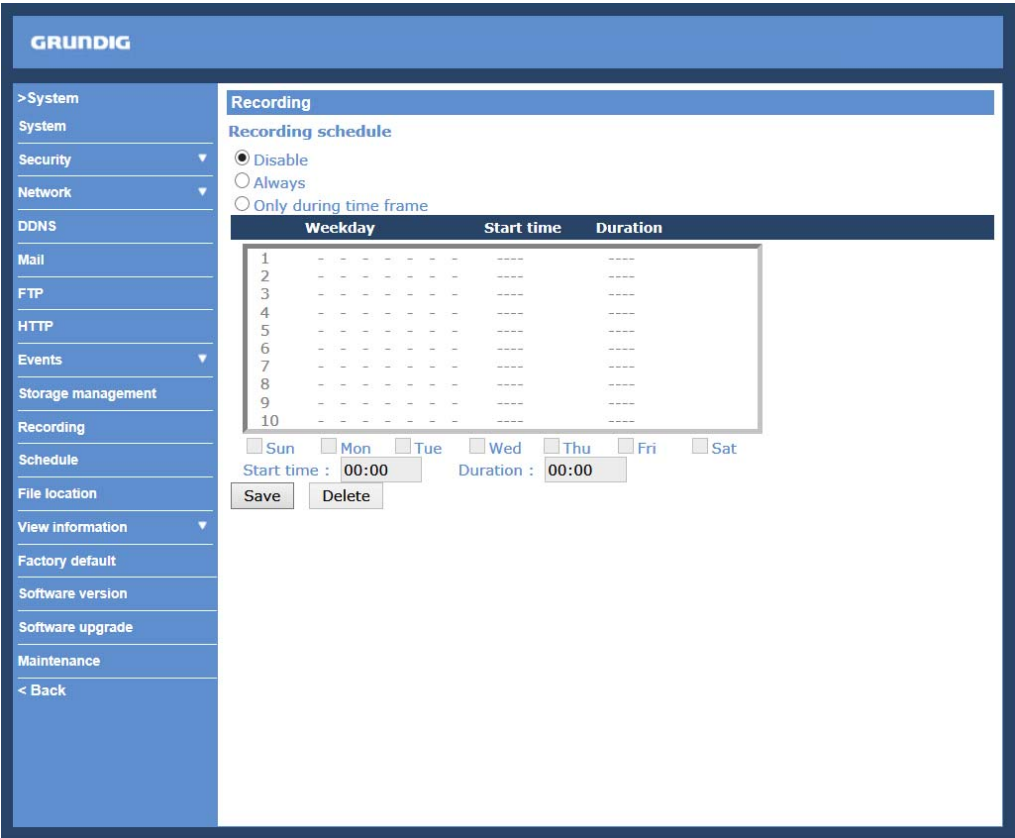 GRUNDIG
>System
System
Security
Network
DDNS
Mail
FTP
HTTP
Events
Storage management
Recording
Schedule
File location
View information
Factory default
Software version
Software upgrade
Maintenance
< Back
Recording
Recording schedule
Disable
Always
Only during time frame
Weekday Start time Duration
1 - - - - - - - ---- ----
2 - - - - - - - ---- ----
3 - - - - - - - ---- ----
4 - - - - - - - ---- ----
5 - - - - - - - ---- ----
6 - - - - - - - ---- ----
7 - - - - - - - ---- ----
8 - - - - - - - ---- ----
9 - - - - - - - ---- ----
10 - - - - - - - ---- ----
Sun Mon Tue Wed Thu Fri Sat
Start time : 00:00 Duration : 00:00
Save Delete